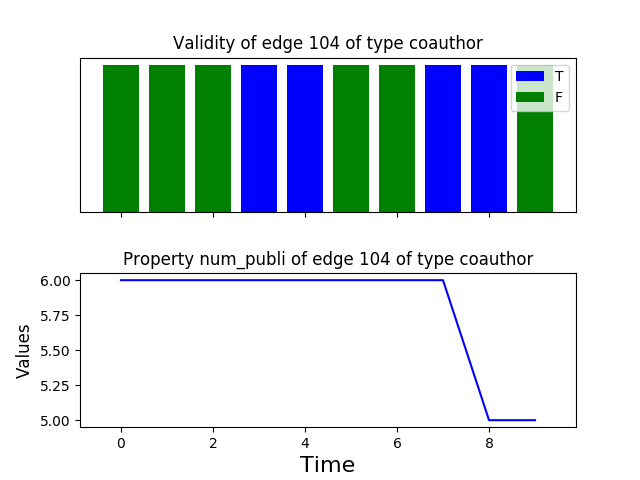 Validity of edge 104 of type coauthor
T
F
Property num_publi of edge 104 of type coauthor
6.00
5.75
5.50
5.25
5.00
Values
0 2 4 6 8
Time